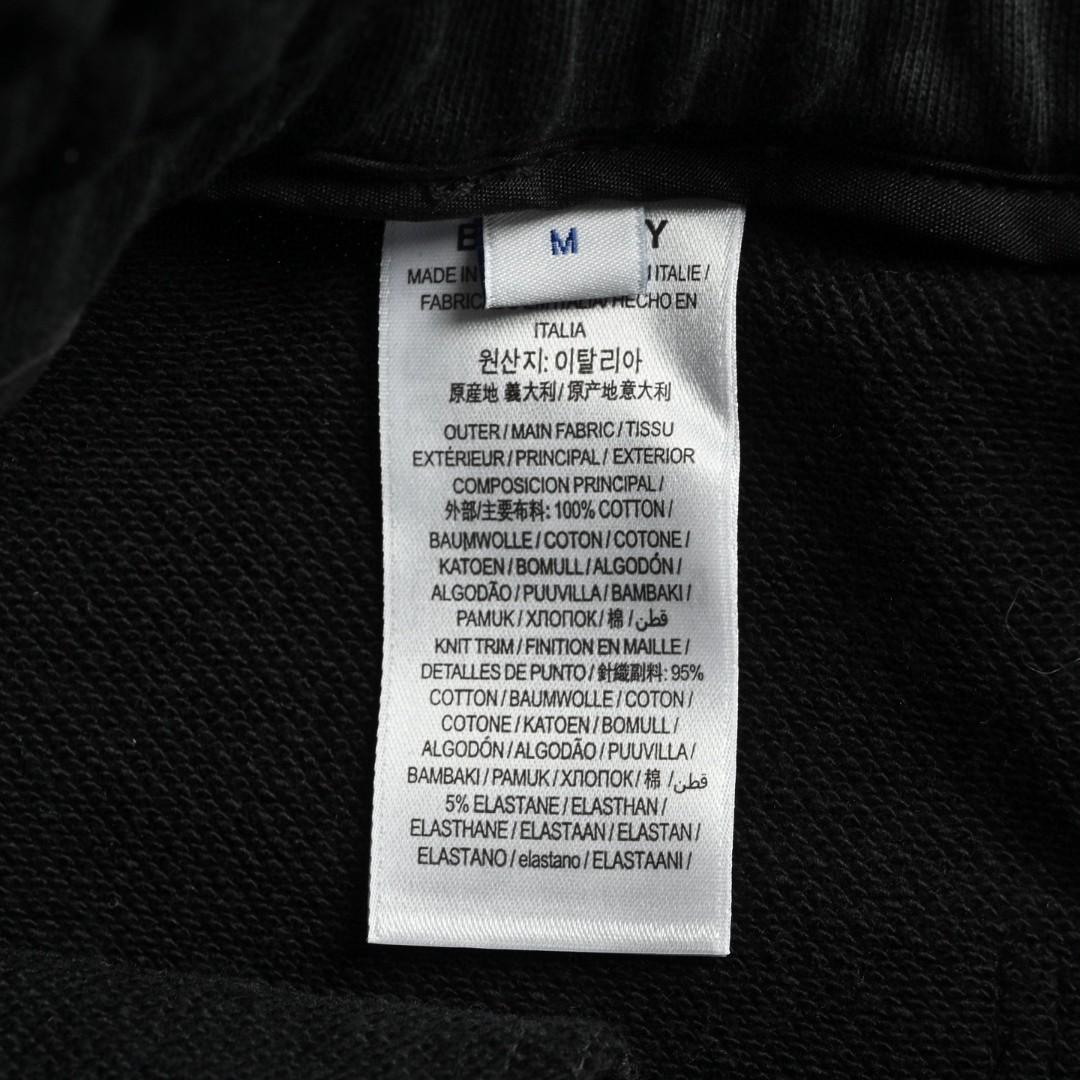 M
MADE IN ITALIE /
HECHO EN
ITALIA
원산지: 이탈리아
原産地 義大利 / 原产地意大利
OUTER / MAIN FABRIC / TISSU
EXTÉRIEUR / PRINCIPAL / EXTERIOR
COMPOSICION PRINCIPAL /
外部/主要布料: 100% COTTON /
BAUMWOLLE / COTON / COTONE /
KATOEN / BOMULL / ALGODÓN /
ALGODÃO / PUUVILLA / BAMBAKI /
PAMUK / ХЛОПОК / 棉 / قطن
KNIT TRIM / FINITION EN MAILLE /
DETALLES DE PUNTO / 針織副料: 95%
COTTON / BAUMWOLLE / COTON /
COTONE / KATOEN / BOMULL /
ALGODÓN / ALGODÃO / PUUVILLA /
BAMBAKI / PAMUK / ХЛОПОК / 棉 / قطن
5% ELASTANE / ELASTHAN /
ELASTHANE / ELASTAAN / ELASTAN /
ELASTANO / elastano / ELASTAANI /